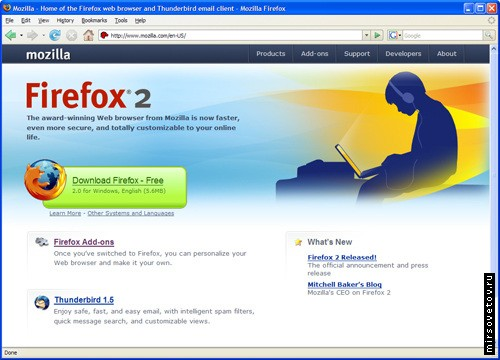 Mozilla - Home of the Firefox web browser and Thunderbird email client - Mozilla Firefox
File Edit View History Bookmarks Tools Help
http://www.mozilla.com/en-US/
Google
mozilla
Products Add-ons Support Developers About
Firefox® 2
The award-winning Web browser from Mozilla is now faster,
even more secure, and totally customizable to your online
life.
Download Firefox - Free
2.0 for Windows, English (5.6MB)
Learn More - Other Systems and Languages
Firefox Add-ons
Once you've switched to Firefox, you can personalize your
Web browser and make it your own.
Thunderbird 1.5
Enjoy safe, fast, and easy email, with intelligent spam filters,
quick message search, and customizable views.
What's New
Firefox 2 Released!
The official announcement and press
release
Mitchell Baker's Blog
Mozilla's CEO on Firefox 2
Done
mirsovetov.ru